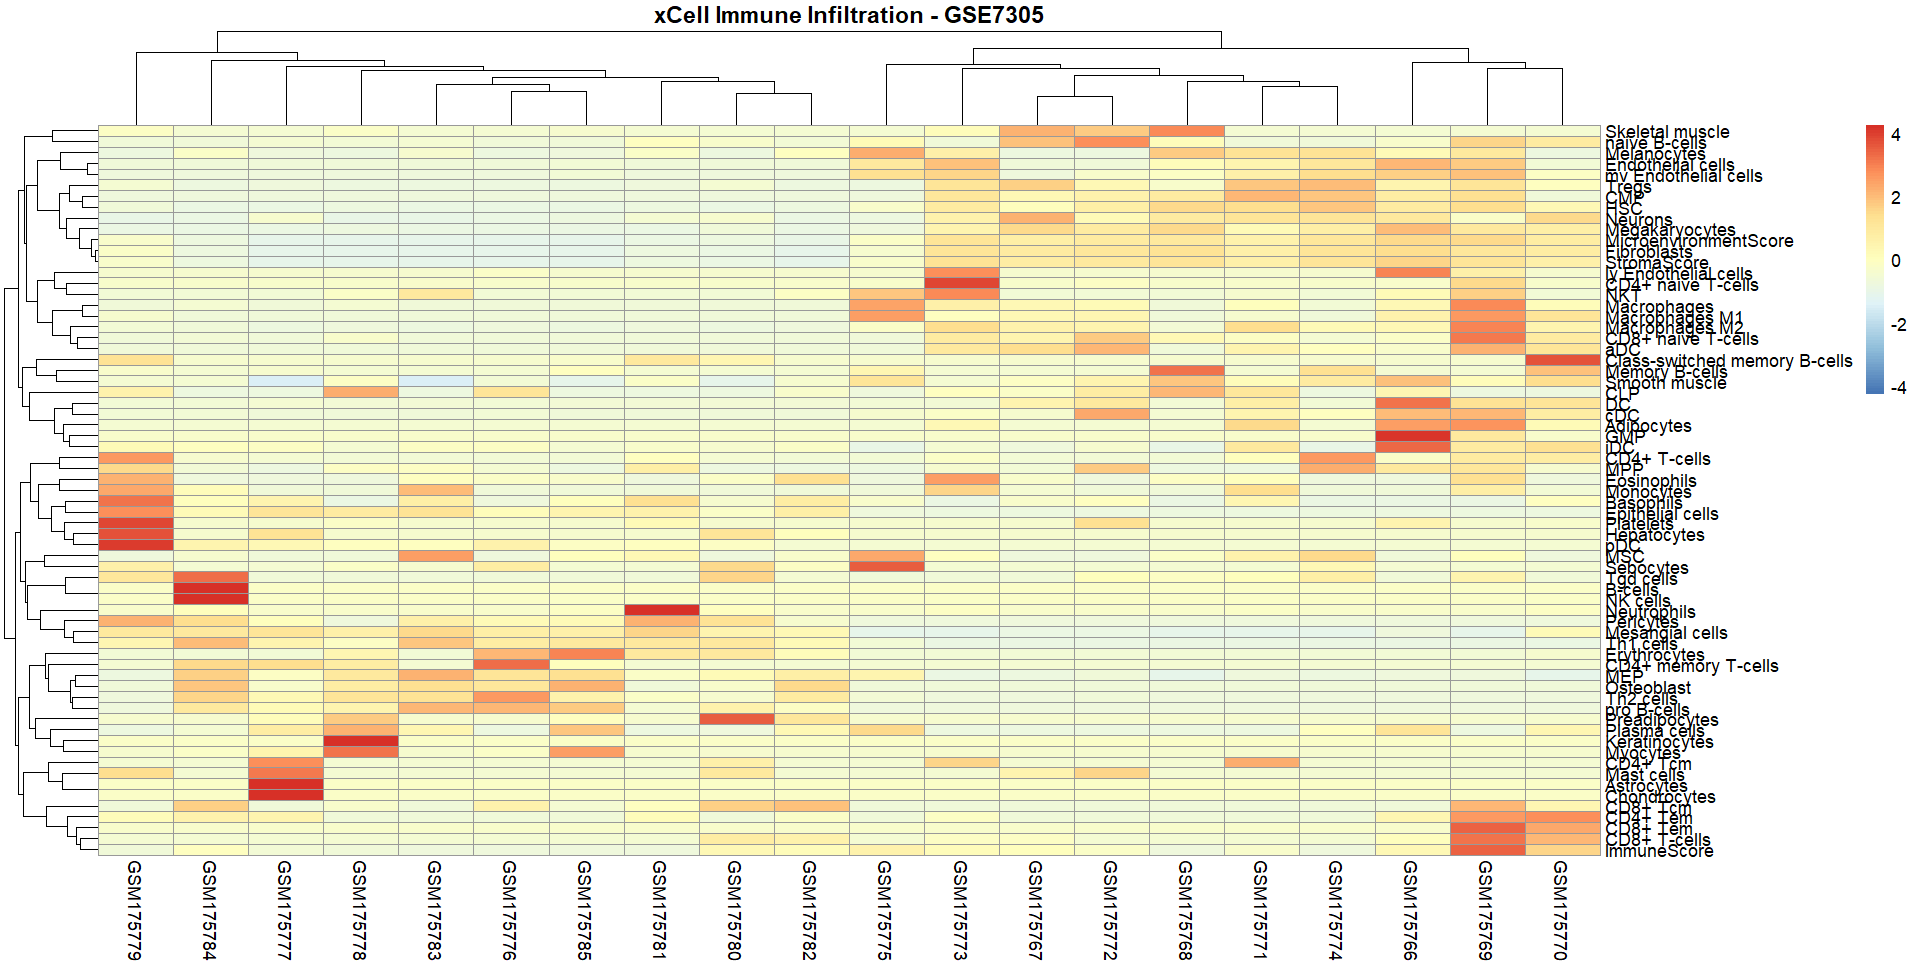 xCell Immune Infiltration - GSE7305
4
2
0
-2
-4
Skeletal muscle
naive B-cells
Melanocytes
Endothelial cells
mv Endothelial cells
Tregs
CMP
HSC
Neurons
Megakaryocytes
MicroenvironmentScore
Fibroblasts
StromaScore
ly Endothelial cells
CD4+ naive T-cells
NKT
Macrophages
Macrophages M1
Macrophages M2
CD8+ naive T-cells
aDC
Class-switched memory B-cells
Memory B-cells
Smooth muscle
CLP
DC
cDC
Adipocytes
GMP
iDC
CD4+ T-cells
MPP
Eosinophils
Monocytes
Basophils
Epithelial cells
Platelets
Hepatocytes
pDC
MSC
Sebocytes
Tgd cells
B-cells
NK cells
Neutrophils
Pericytes
Mesangial cells
Th1 cells
Erythrocytes
CD4+ memory T-cells
MEP
Osteoblast
Th2 cells
pro B-cells
Preadipocytes
Plasma cells
Keratinocytes
Myocytes
CD4+ Tcm
Mast cells
Astrocytes
Chondrocytes
CD8+ Tcm
CD4+ Tem
CD8+ Tem
CD8+ T-cells
ImmuneScore
GSM175779
GSM175784
GSM175777
GSM175778
GSM175783
GSM175776
GSM175785
GSM175781
GSM175780
GSM175782
GSM175775
GSM175773
GSM175767
GSM175772
GSM175768
GSM175771
GSM175774
GSM175766
GSM175769
GSM175770